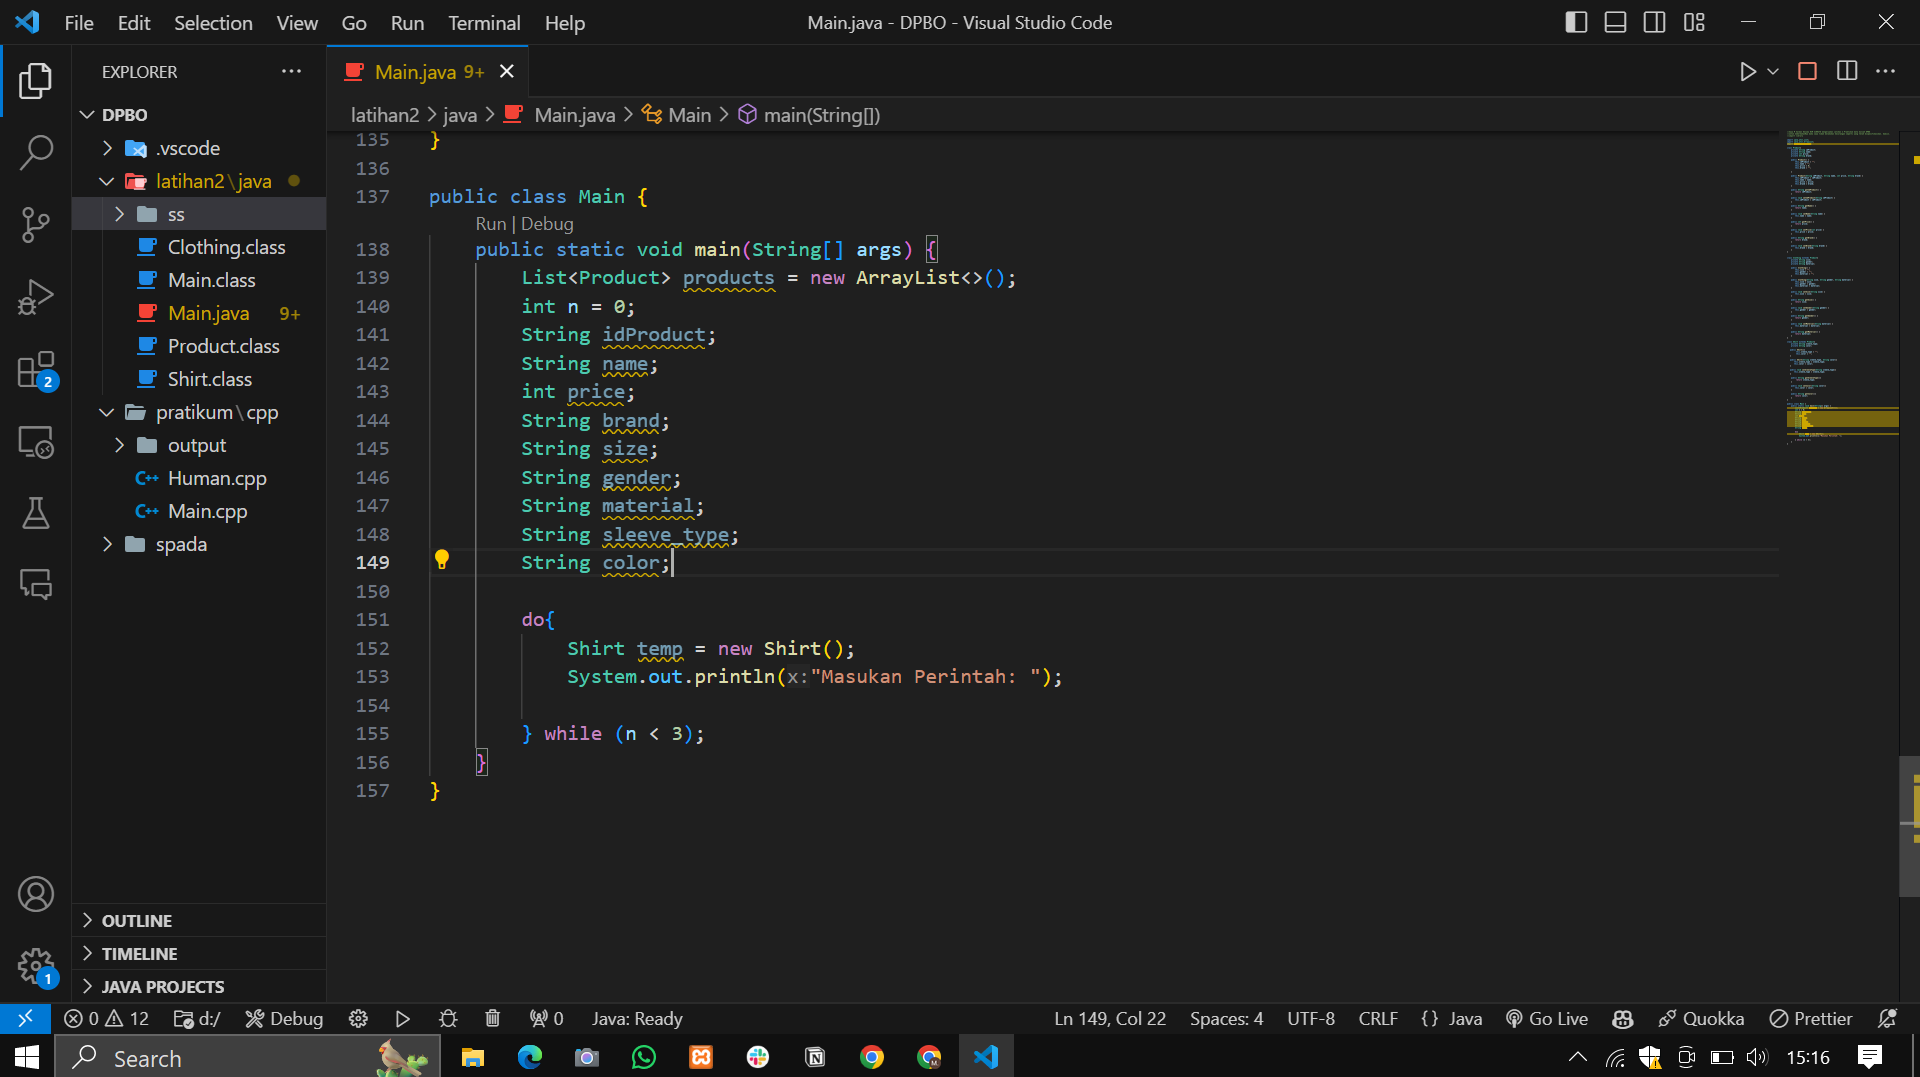 File Edit Selection View Go Run Terminal Help
Main.java - DPBO - Visual Studio Code
EXPLORER
DPBO
.vscode
latihan2\java
ss
Clothing.class
Main.class
Main.java 9+
Product.class
Shirt.class
pratikum\cpp
output
Human.cpp
Main.cpp
spada
OUTLINE
TIMELINE
JAVA PROJECTS
2
1
Main.java 9+
latihan2 > java > Main.java > Main > main(String[])
135 }
136
137 public class Main {
Run | Debug
138 public static void main(String[] args) {
139 List<Product> products = new ArrayList<>();
140 int n = 0;
141 String idProduct;
142 String name;
143 int price;
144 String brand;
145 String size;
146 String gender;
147 String material;
148 String sleeve_type;
149 String color;
150
151 do{
152 Shirt temp = new Shirt();
153 System.out.println(x:"Masukan Perintah: ");
154
155 } while (n < 3);
156 }
157 }
0 12 d:/ Debug 0 Java: Ready
Ln 149, Col 22 Spaces: 4 UTF-8 CRLF {} Java Go Live Quokka Prettier
Search
15:16